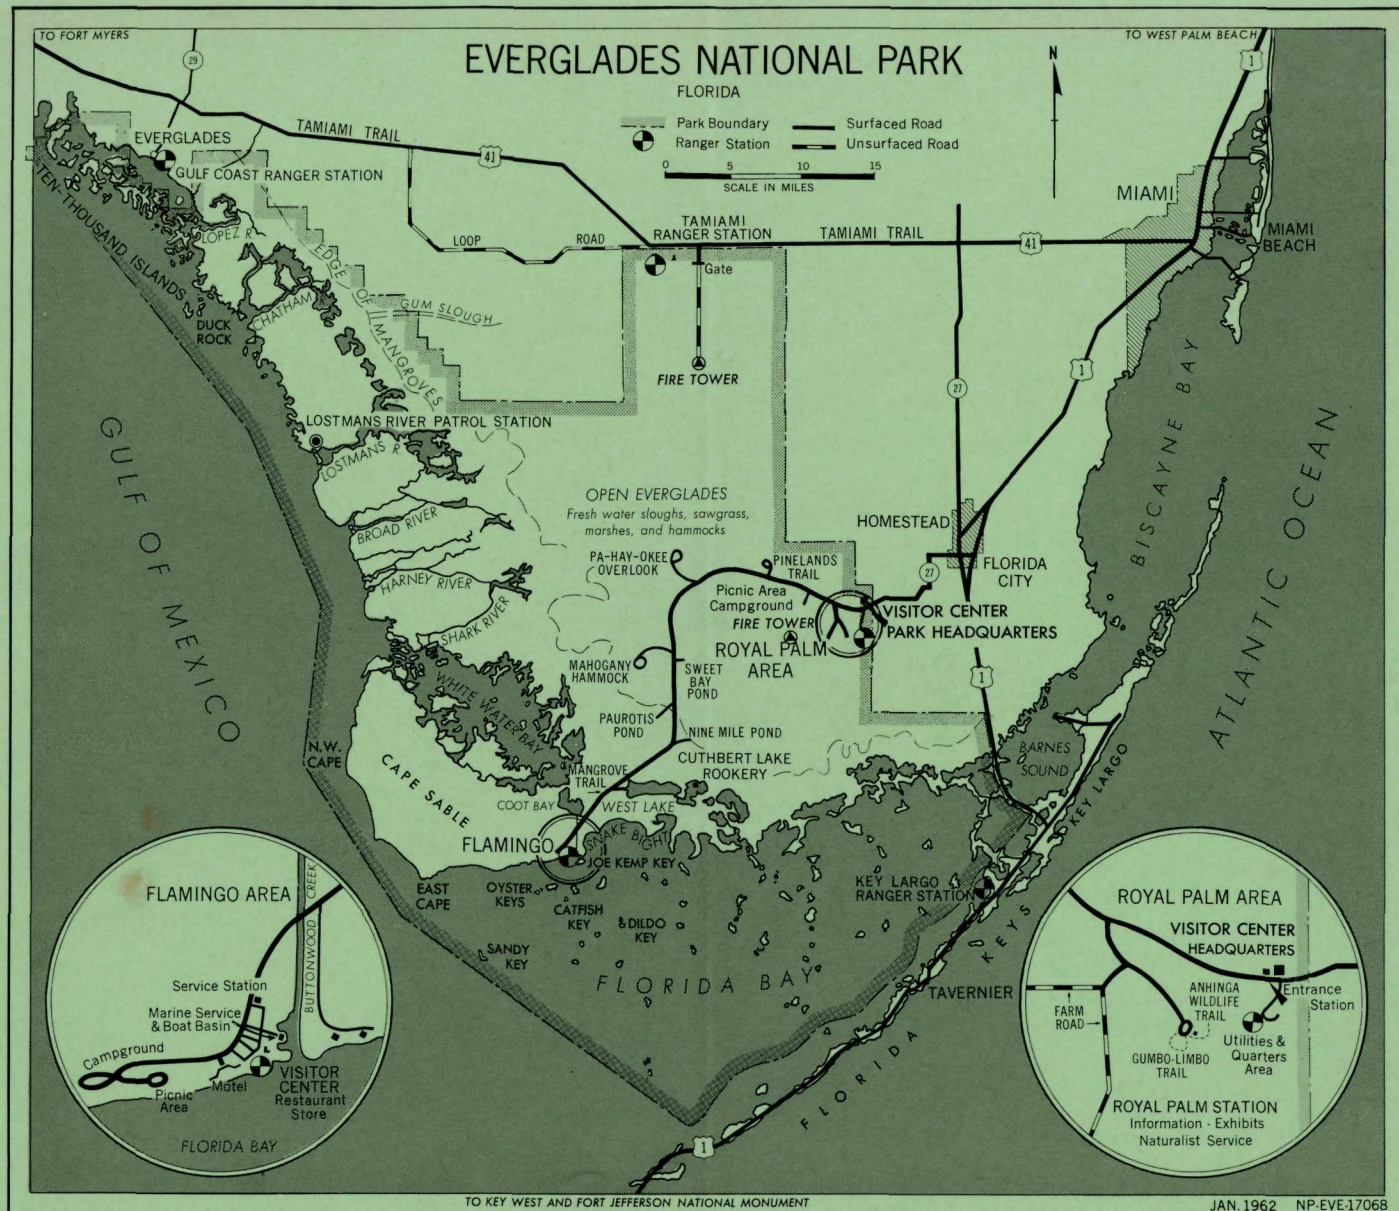 TO FORT MYERS
TO WEST PALM BEACH
EVERGLADES NATIONAL PARK
FLORIDA
N
Park Boundary
Surfaced Road
Ranger Station
Unsurfaced Road
0 5 10 15
SCALE IN MILES
29
1
EVERGLADES
TAMIAMI TRAIL
41
GULF COAST RANGER STATION
TEN-THOUSAND ISLANDS
LOPEZ R.
EDGE OF MANGROVES
LOOP ROAD
TAMIAMI
RANGER STATION
TAMIAMI TRAIL
41
Gate
MIAMI
MIAMI
BEACH
CHATHAM
GUM SLOUGH
DUCK
ROCK
FIRE TOWER
27
1
BISCAYNE BAY
LOSTMANS RIVER PATROL STATION
LOSTMANS R.
GULF OF MEXICO
ATLANTIC OCEAN
OPEN EVERGLADES
Fresh water sloughs, sawgrass,
marshes, and hammocks
BROAD RIVER
HOMESTEAD
PA-HAY-OKEE
OVERLOOK
PINELANDS
TRAIL
27
FLORIDA
CITY
HARNEY RIVER
Picnic Area
Campground
VISITOR CENTER
PARK HEADQUARTERS
FIRE TOWER
SHARK RIVER
ROYAL PALM
AREA
MAHOGANY
HAMMOCK
SWEET
BAY
POND
1
WHITE WATER BAY
PAUROTIS
POND
NINE MILE POND
N.W.
CAPE
CAPE SABLE
CUTHBERT LAKE
ROOKERY
BARNES
SOUND
MANGROVE
TRAIL
COOT BAY
WEST LAKE
KEY LARGO
FLAMINGO
SNAKE BIGHT
JOE KEMP KEY
EAST
CAPE
OYSTER
KEYS
CATFISH
KEY
DILDO
KEY
KEY LARGO
RANGER STATION
SANDY
KEY
FLORIDA BAY
TAVERNIER
FLORIDA KEYS
1
FLAMINGO AREA
BUTTONWOOD CREEK
Service Station
Marine Service
& Boat Basin
Campground
Motel
Picnic
Area
VISITOR
CENTER
Restaurant
Store
FLORIDA BAY
ROYAL PALM AREA
VISITOR CENTER
HEADQUARTERS
ANHINGA
WILDLIFE
TRAIL
Entrance
Station
FARM
ROAD
GUMBO-LIMBO
TRAIL
Utilities &
Quarters
Area
ROYAL PALM STATION
Information - Exhibits
Naturalist Service
TO KEY WEST AND FORT JEFFERSON NATIONAL MONUMENT
JAN. 1962 NP-EVE-17068